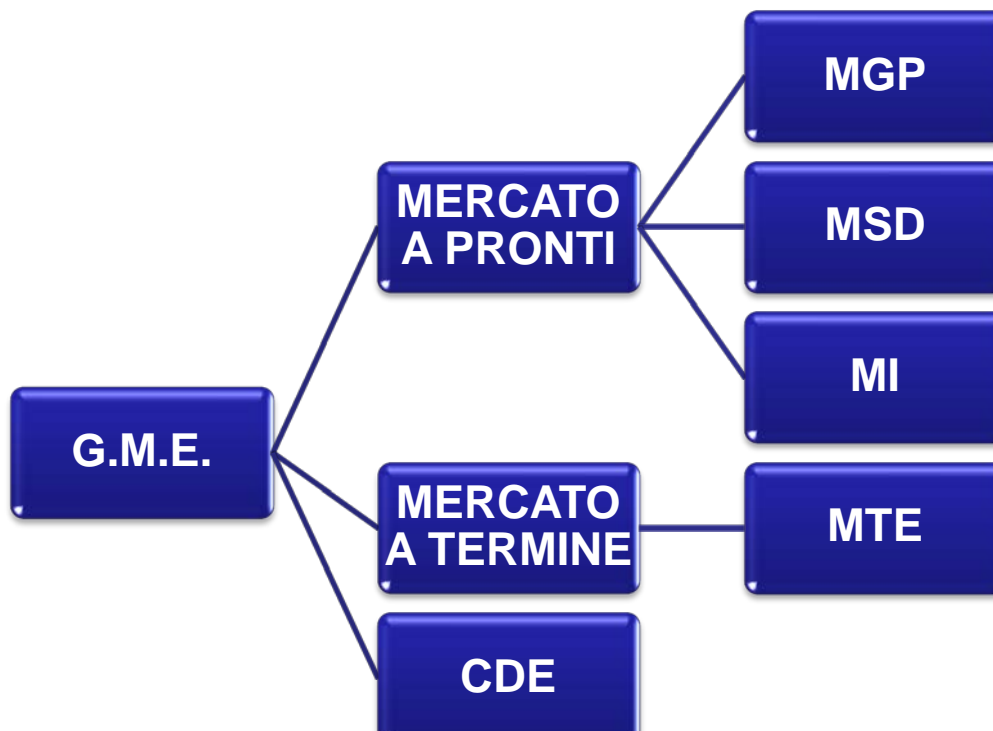 MGP
MERCATO
A PRONTI
MSD
MI
G.M.E.
MERCATO
A TERMINE
MTE
CDE